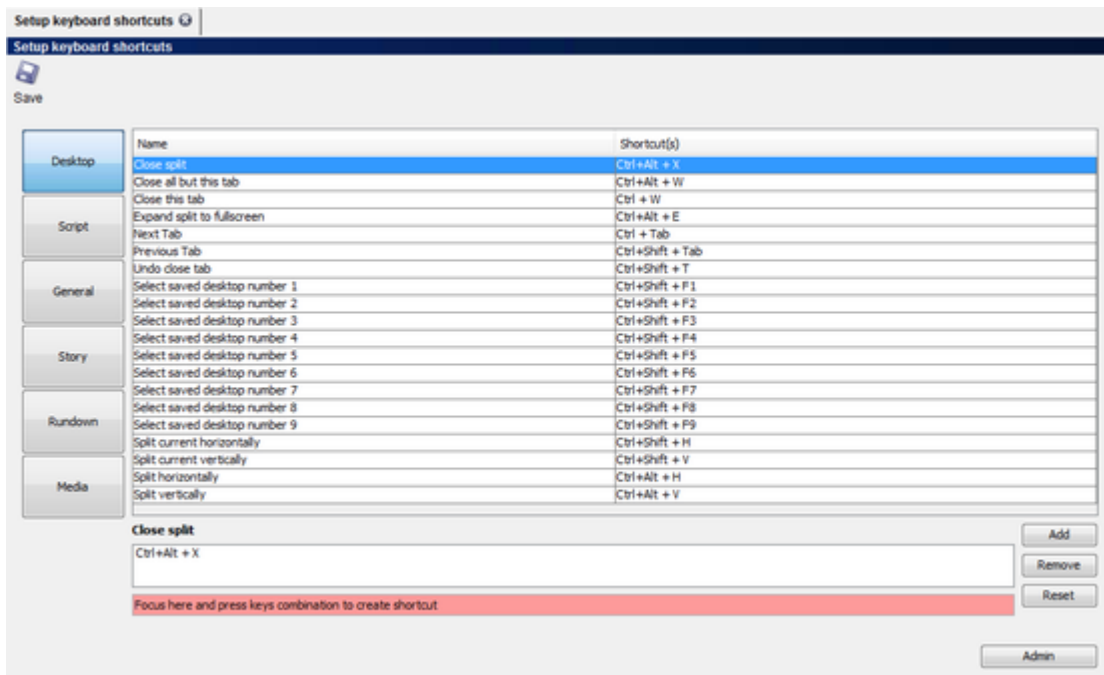 Setup keyboard shortcuts
Setup keyboard shortcuts
Save
Desktop
Script
General
Story
Rundown
Media
Name Shortcut(s)
Close split Ctrl+Alt + X
Close all but this tab Ctrl+Alt + W
Close this tab Ctrl + W
Expand split to fullscreen Ctrl+Alt + E
Next Tab Ctrl + Tab
Previous Tab Ctrl+Shift + Tab
Undo close tab Ctrl+Shift + T
Select saved desktop number 1 Ctrl+Shift + F1
Select saved desktop number 2 Ctrl+Shift + F2
Select saved desktop number 3 Ctrl+Shift + F3
Select saved desktop number 4 Ctrl+Shift + F4
Select saved desktop number 5 Ctrl+Shift + F5
Select saved desktop number 6 Ctrl+Shift + F6
Select saved desktop number 7 Ctrl+Shift + F7
Select saved desktop number 8 Ctrl+Shift + F8
Select saved desktop number 9 Ctrl+Shift + F9
Split current horizontally Ctrl+Shift + H
Split current vertically Ctrl+Shift + V
Split horizontally Ctrl+Alt + H
Split vertically Ctrl+Alt + V
Close split
Ctrl+Alt + X
Focus here and press keys combination to create shortcut
Add
Remove
Reset
Admin